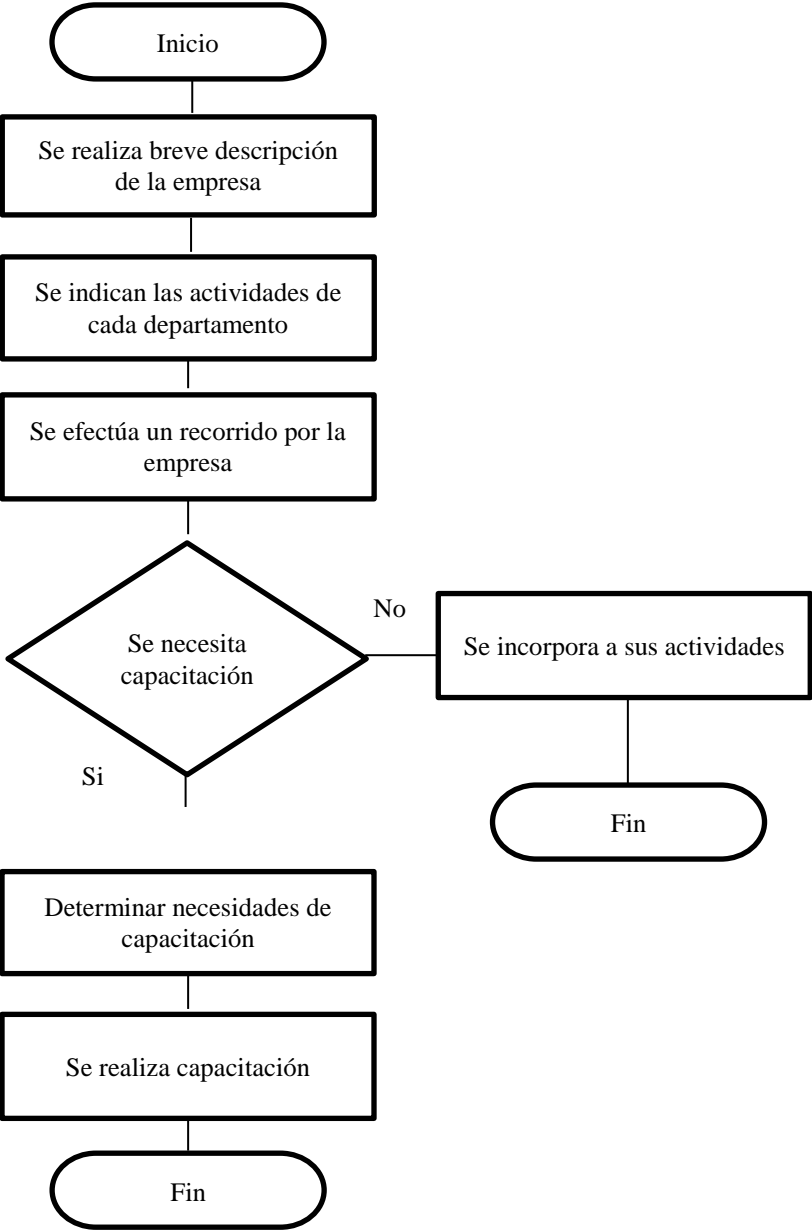 Inicio
Se realiza breve descripción
de la empresa
Se indican las actividades de
cada departamento
Se efectúa un recorrido por la
empresa
Se necesita
capacitación
No
Se incorpora a sus actividades
Si
Fin
Determinar necesidades de
capacitación
Se realiza capacitación
Fin